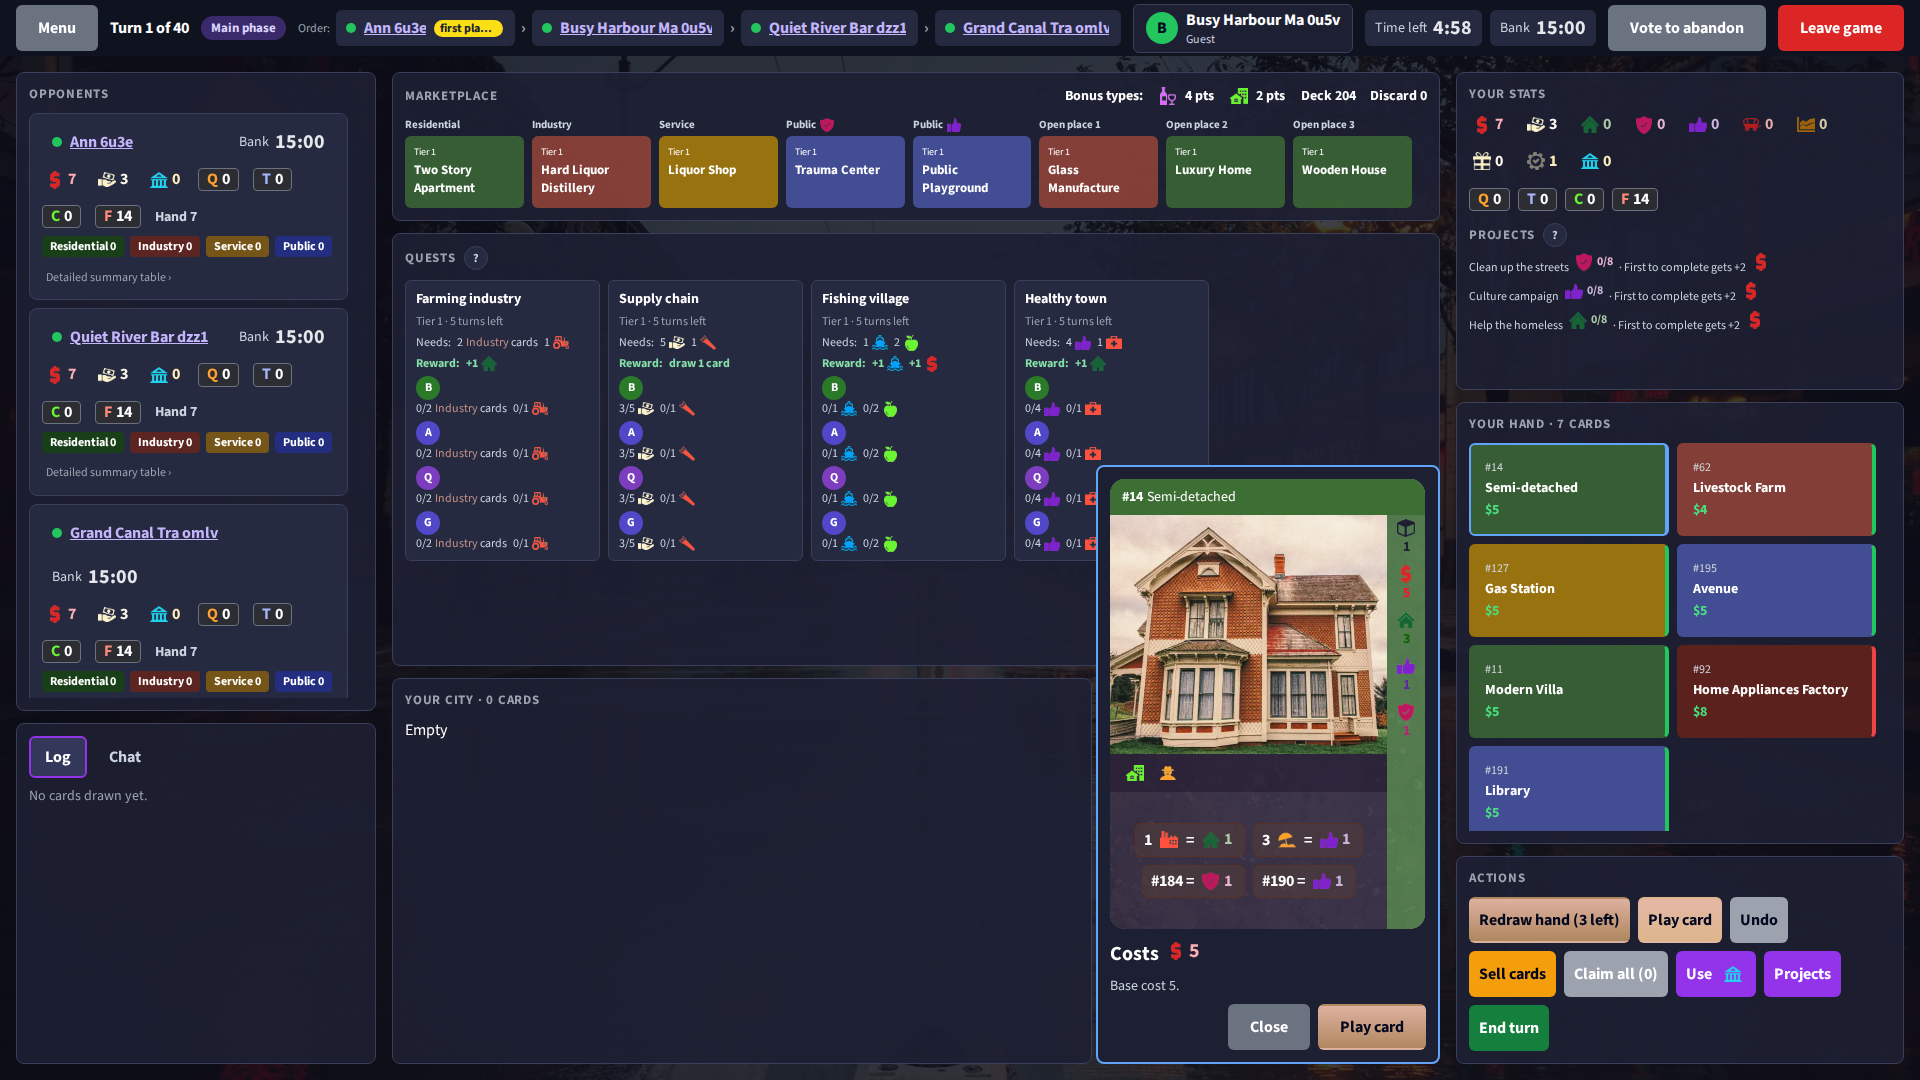 Menu
Turn 1 of 40
Main phase
Order:
Ann 6u3e
first pla...
›
Busy Harbour Ma 0u5v
›
Quiet River Bar dzz1
›
Grand Canal Tra omlv
B
Busy Harbour Ma 0u5v
Guest
Time left 4:58
Bank 15:00
Vote to abandon
Leave game
OPPONENTS
Ann 6u3e
Bank 15:00
7 3 0 Q 0 T 0
C 0 F 14 Hand 7
Residential 0 Industry 0 Service 0 Public 0
Detailed summary table ›
Quiet River Bar dzz1
Bank 15:00
7 3 0 Q 0 T 0
C 0 F 14 Hand 7
Residential 0 Industry 0 Service 0 Public 0
Detailed summary table ›
Grand Canal Tra omlv
Bank 15:00
7 3 0 Q 0 T 0
C 0 F 14 Hand 7
Residential 0 Industry 0 Service 0 Public 0
Log
Chat
No cards drawn yet.
MARKETPLACE
Bonus types: 4 pts 2 pts Deck 204 Discard 0
Residential
Tier 1
Two Story
Apartment
Industry
Tier 1
Hard Liquor
Distillery
Service
Tier 1
Liquor Shop
Public
Tier 1
Trauma Center
Public
Tier 1
Public
Playground
Open place 1
Tier 1
Glass
Manufacture
Open place 2
Tier 1
Luxury Home
Open place 3
Tier 1
Wooden House
QUESTS ?
Farming industry
Tier 1 · 5 turns left
Needs: 2 Industry cards 1
Reward: +1
B
0/2 Industry cards 0/1
A
0/2 Industry cards 0/1
Q
0/2 Industry cards 0/1
G
0/2 Industry cards 0/1
Supply chain
Tier 1 · 5 turns left
Needs: 5 1
Reward: draw 1 card
B
3/5 0/1
A
3/5 0/1
Q
3/5 0/1
G
3/5 0/1
Fishing village
Tier 1 · 5 turns left
Needs: 1 2
Reward: +1 +1
B
0/1 0/2
A
0/1 0/2
Q
0/1 0/2
G
0/1 0/2
Healthy town
Tier 1 · 5 turns left
Needs: 4 1
Reward: +1
B
0/4 0/1
A
0/4 0/1
Q
0/4 0/1
G
0/4 0/1
YOUR CITY · 0 CARDS
Empty
#14 Semi-detached
1
5
3
1
1
1 = 1 3 = 1
#184 = 1 #190 = 1
Costs 5
Base cost 5.
Close
Play card
YOUR STATS
7 3 0 0 0 0 0
0 1 0
Q 0 T 0 C 0 F 14
PROJECTS ?
Clean up the streets 0/8 · First to complete gets +2
Culture campaign 0/8 · First to complete gets +2
Help the homeless 0/8 · First to complete gets +2
YOUR HAND · 7 CARDS
#14
Semi-detached
$5
#62
Livestock Farm
$4
#127
Gas Station
$5
#195
Avenue
$5
#11
Modern Villa
$5
#92
Home Appliances Factory
$8
#191
Library
$5
ACTIONS
Redraw hand (3 left)
Play card
Undo
Sell cards
Claim all (0)
Use
Projects
End turn